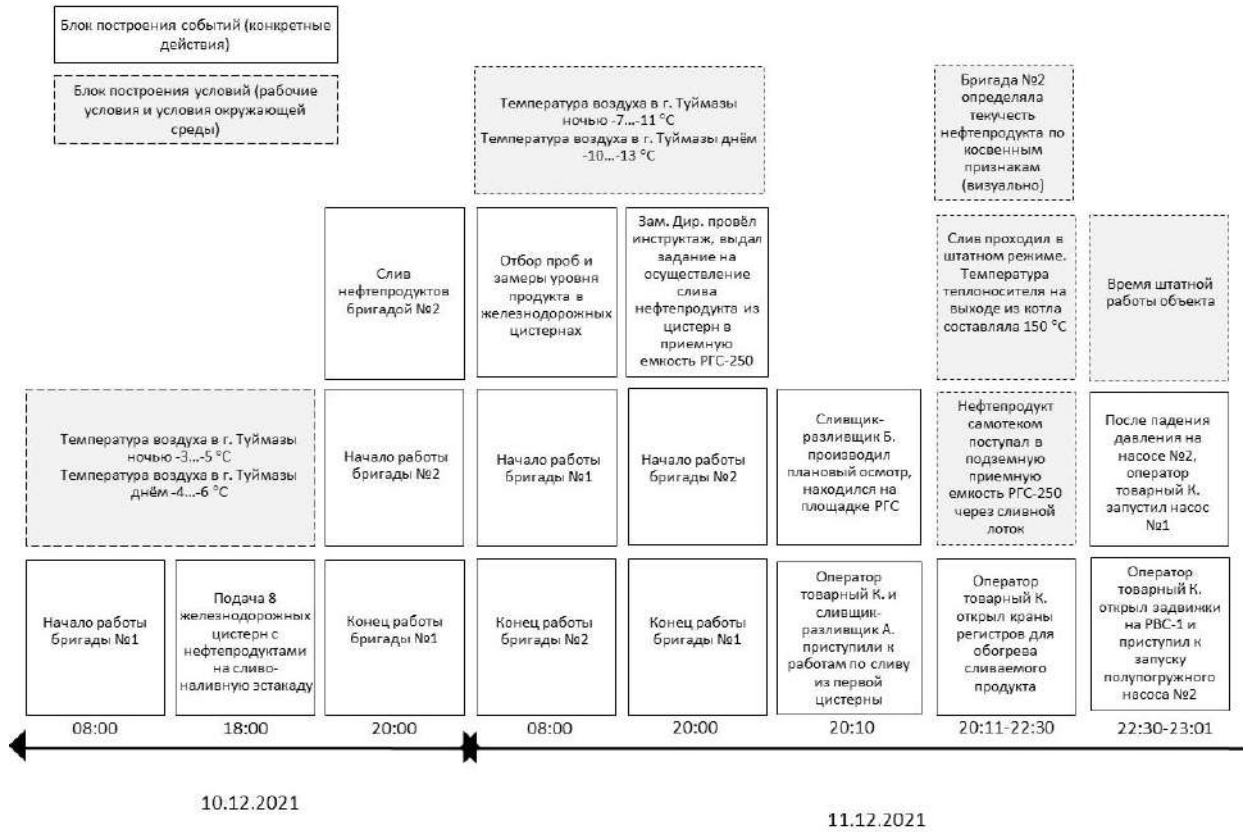 Блок построения событий (конкретные
действия)
Блок построения условий (рабочие
условия и условия окружающей
среды)
Температура воздуха в г. Туймазы
ночью -7...-11 °С
Температура воздуха в г. Туймазы днём
-10...-13 °С
Бригада №2
определяла
текучесть
нефтепродукта по
косвенным
признакам
(визуально)
Слив
нефтепродуктов
бригадой №2
Отбор проб и
замеры уровня
продукта в
железнодорожных
цистернах
Зам. Дир. провёл
инструктаж, выдал
задание на
осуществление
слива
нефтепродукта из
цистерн в
приемную
емкость РГС-250
Слив проходил в
штатном режиме.
Температура
теплоносителя на
выходе из котла
составляла 150 °С
Время штатной
работы объекта
Температура воздуха в г. Туймазы
ночью -3...-5 °С
Температура воздуха в г. Туймазы
днём -4...-6 °С
Начало работы
бригады №2
Начало работы
бригады №1
Начало работы
бригады №2
Сливщик-
разливщик Б.
производил
плановый осмотр,
находился на
площадке РГС
Нефтепродукт
самотеком
поступал в
подземную
приемную
емкость РГС-250
через сливной
лоток
После падения
давления на
насосе №2,
оператор
товарный К.
запустил насос
№1
Начало работы
бригады №1
Подача 8
железнодорожных
цистерн с
нефтепродуктами
на сливо-
наливную эстакаду
Конец работы
бригады №1
Конец работы
бригады №2
Конец работы
бригады №1
Оператор
товарный К. и
сливщик-
разливщик А.
приступили к
работам по сливу
из первой
цистерны
Оператор
товарный К.
открыл краны
регистров для
обогрева
сливаемого
продукта
Оператор
товарный К.
открыл задвижки
на РВС-1 и
приступил к
запуску
полупогружного
насоса №2
08:00 18:00 20:00 08:00 20:00 20:10 20:11-22:30 22:30-23:01
10.12.2021
11.12.2021